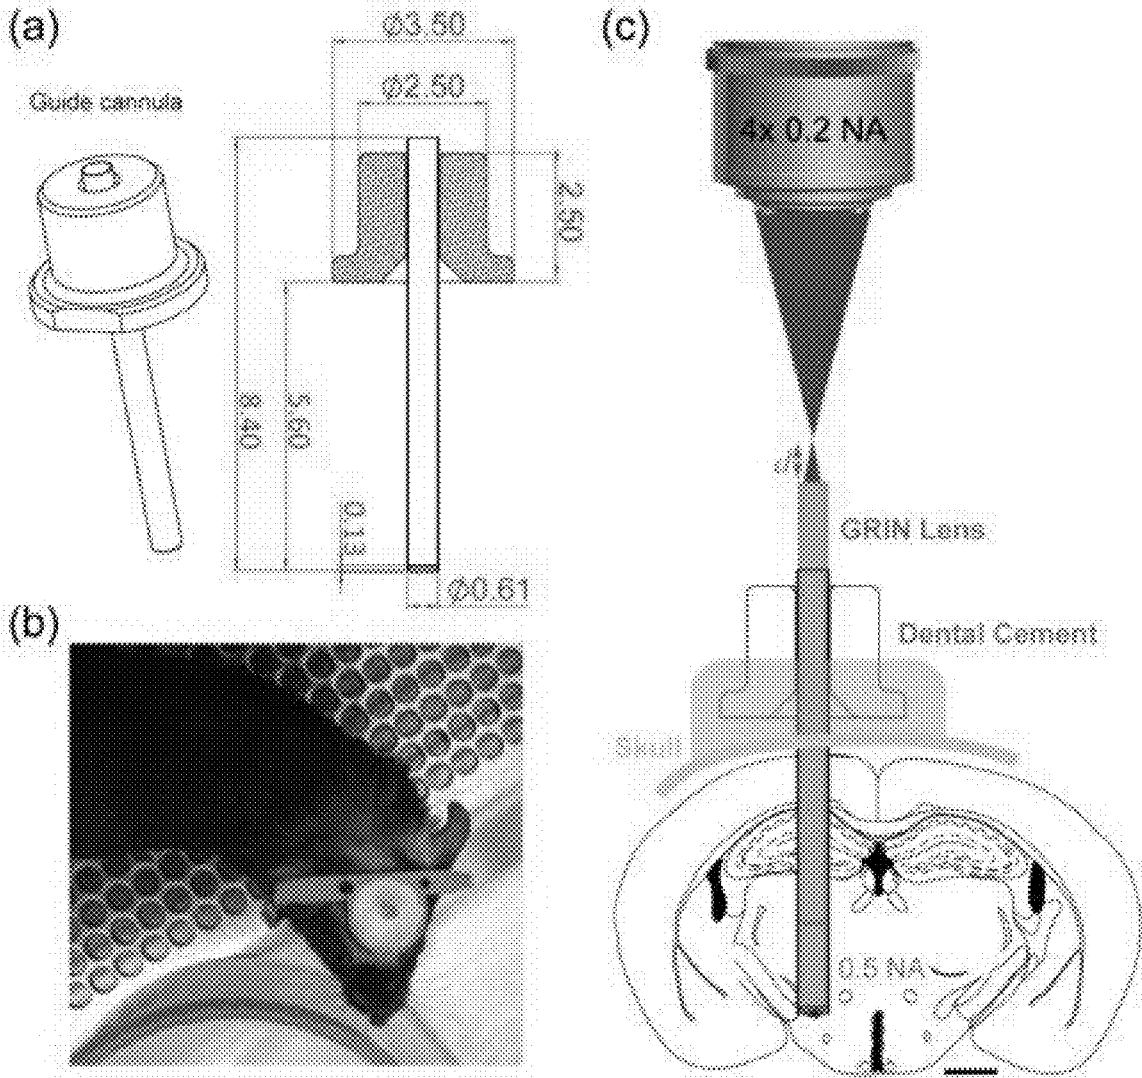 (a)
Guide cannula
Ø3.50
Ø2.50
2.50
8.40
5.60
0.13
Ø0.61
(b)
(c)
4x 0.2 NA
GRIN Lens
Dental Cement
Skull
0.5 NA